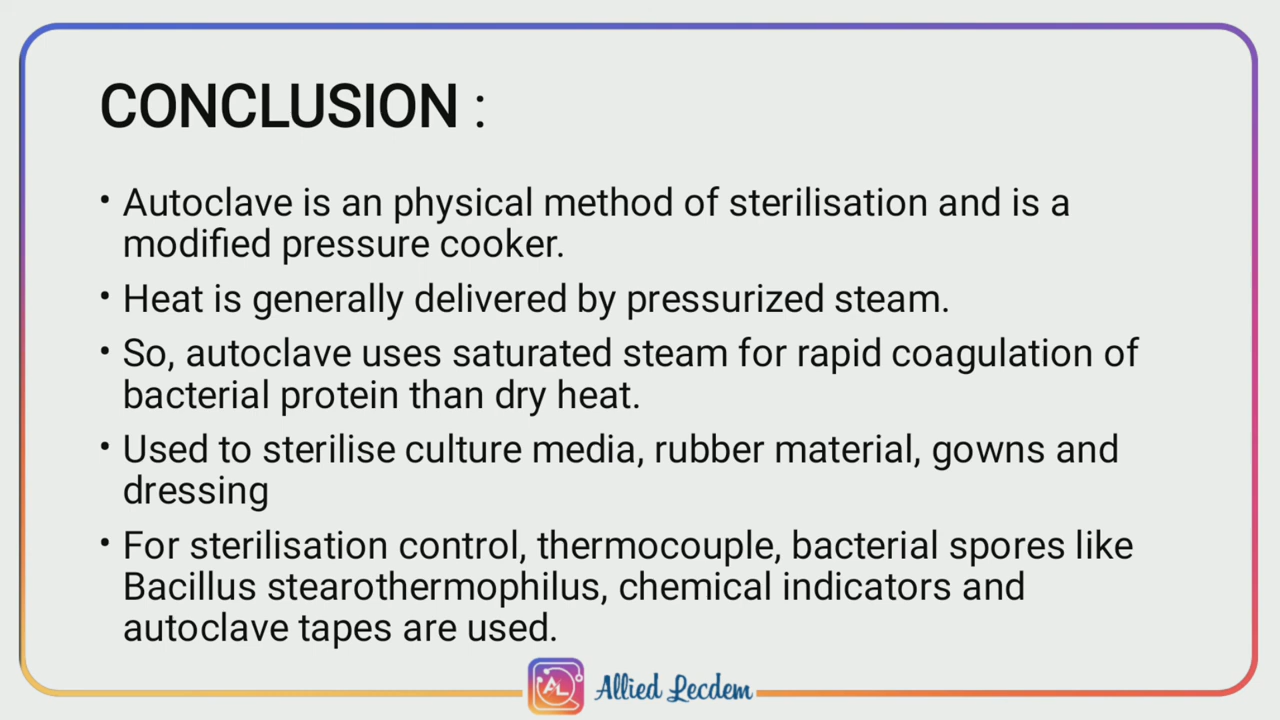 CONCLUSION :
• Autoclave is an physical method of sterilisation and is a
modified pressure cooker.
• Heat is generally delivered by pressurized steam.
• So, autoclave uses saturated steam for rapid coagulation of
bacterial protein than dry heat.
• Used to sterilise culture media, rubber material, gowns and
dressing
• For sterilisation control, thermocouple, bacterial spores like
Bacillus stearothermophilus, chemical indicators and
autoclave tapes are used.
AL Allied Lecdem